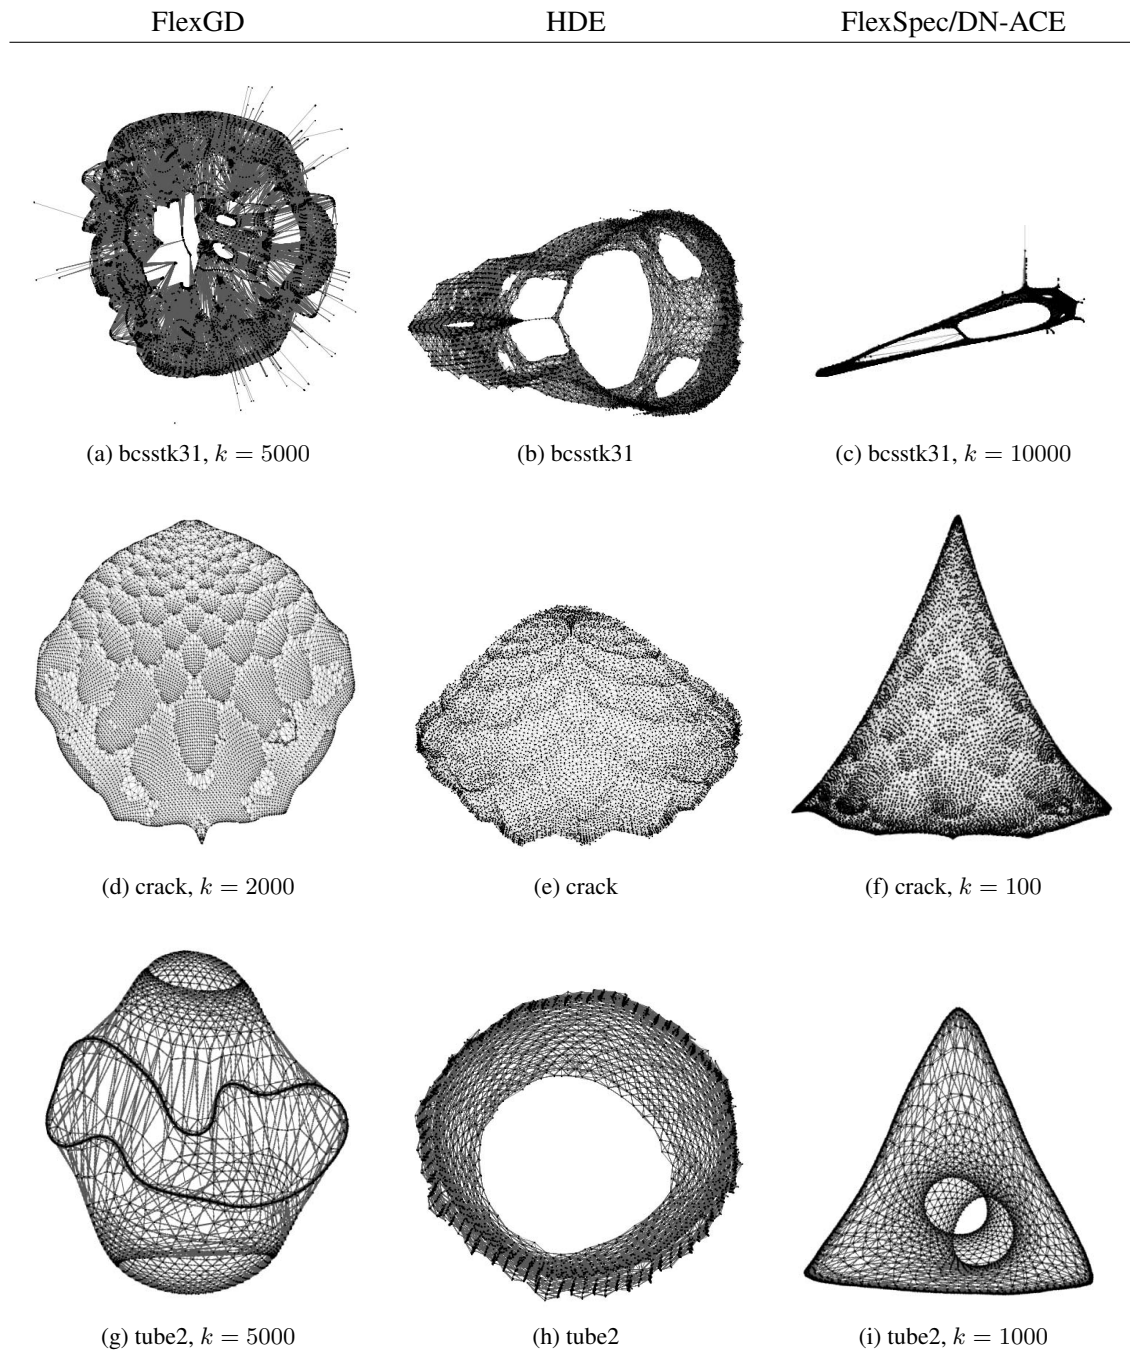 FlexGD HDE FlexSpec/DN-ACE
(a) bcsstk31, k = 5000 (b) bcsstk31 (c) bcsstk31, k = 10000
(d) crack, k = 2000 (e) crack (f) crack, k = 100
(g) tube2, k = 5000 (h) tube2 (i) tube2, k = 1000